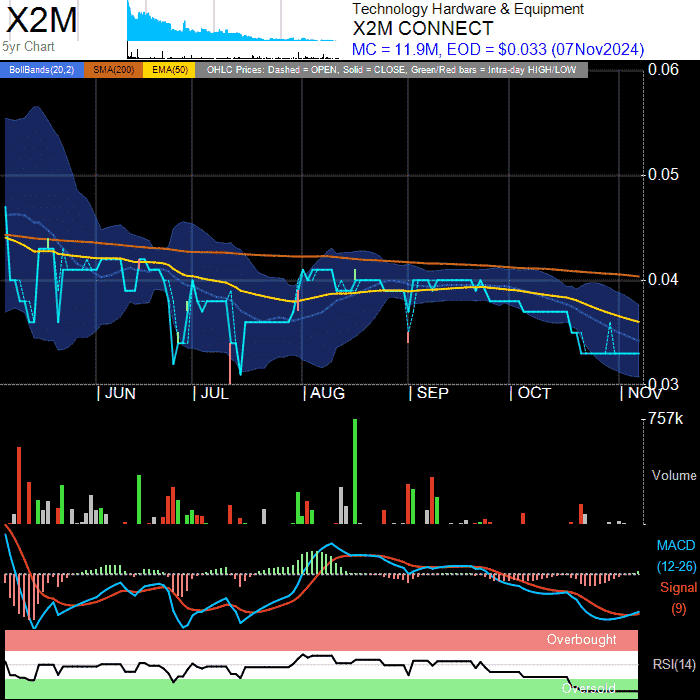 X2M
5yr Chart
Technology Hardware & Equipment
X2M CONNECT
MC = 11.9M, EOD = $0.033 (07Nov2024)
BollBands(20,2) SMA(200) EMA(50) OHLC Prices: Dashed = OPEN, Solid = CLOSE, Green/Red bars = Intra-day HIGH/LOW
0.06
0.05
0.04
0.03
JUN JUL AUG SEP OCT NOV
757k
Volume
MACD
(12-26)
Signal
(9)
Overbought
RSI(14)
Oversold